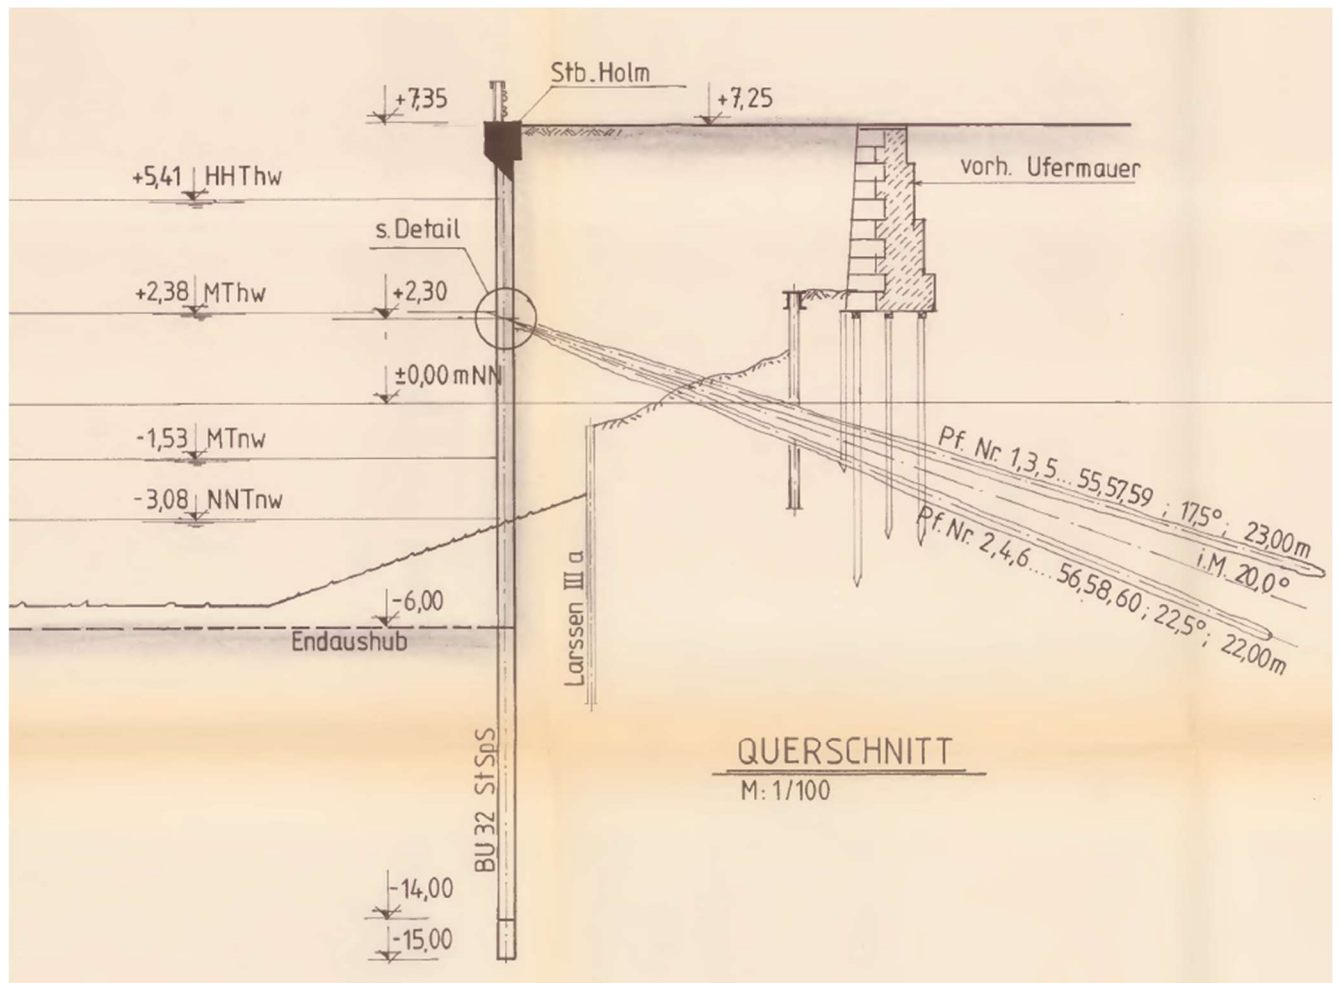 Stb.Holm
+7,35
+7,25
+5,41 HHThw
vorh. Ufermauer
s. Detail
+2,38 MThw
+2,30
±0,00 mNN
-1,53 MTnw
-3,08 NNTnw
Pf. Nr. 1,3,5... 55,57,59 ; 17,5° ; 23,00m
i.M. 20,0°
Pf. Nr. 2,4,6... 56,58,60 ; 22,5° ; 22,00m
-6,00
Endaushub
Larssen III a
BU 32 StSpS
QUERSCHNITT
M: 1/100
-14,00
-15,00